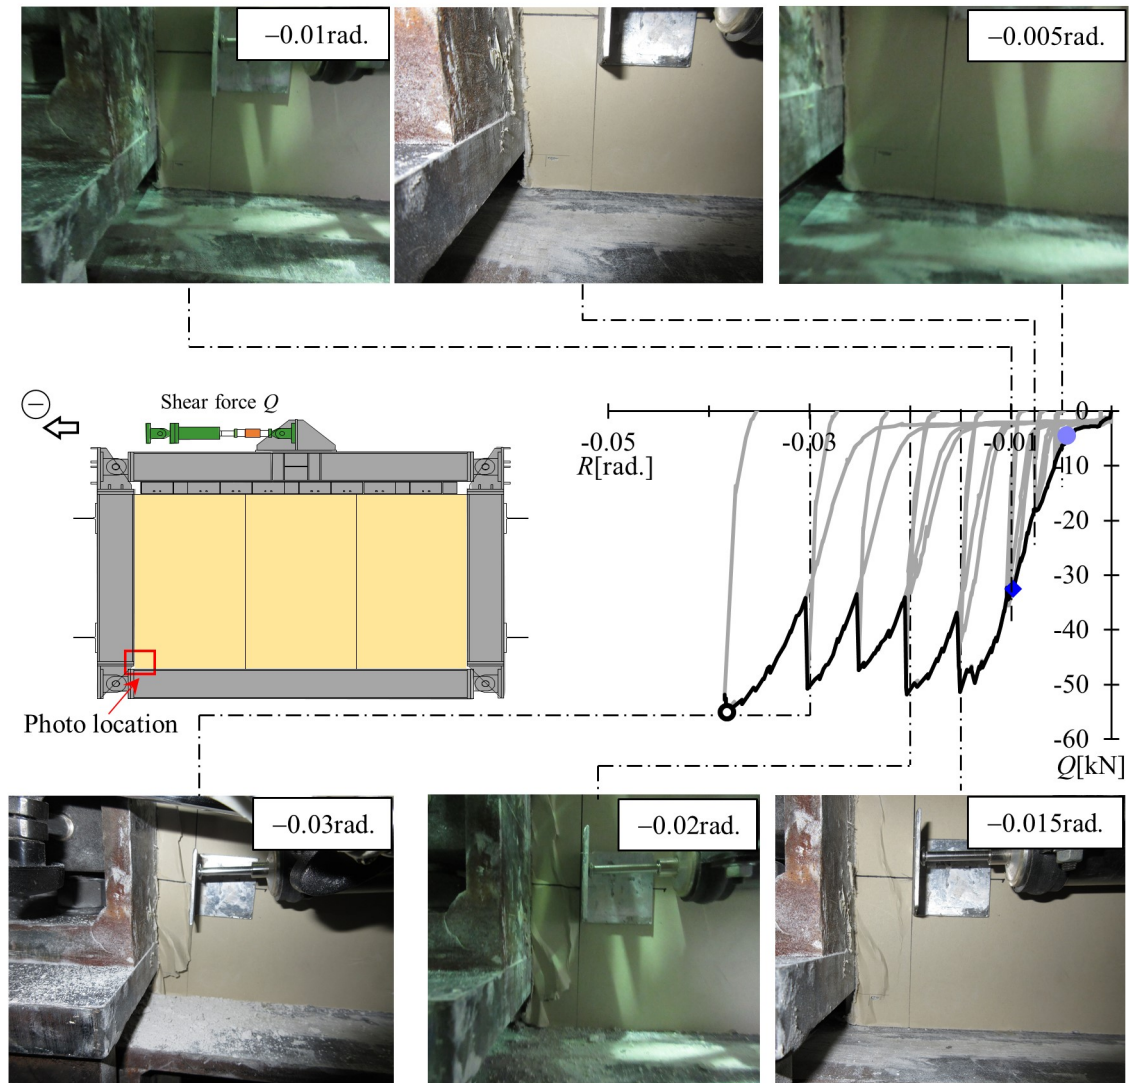 −0.01rad.
−0.005rad.
−
Shear force Q
0
-0.05
-0.03
-0.01
R[rad.]
-10
-20
-30
-40
-50
-60
Q[kN]
Photo location
−0.03rad.
−0.02rad.
−0.015rad.